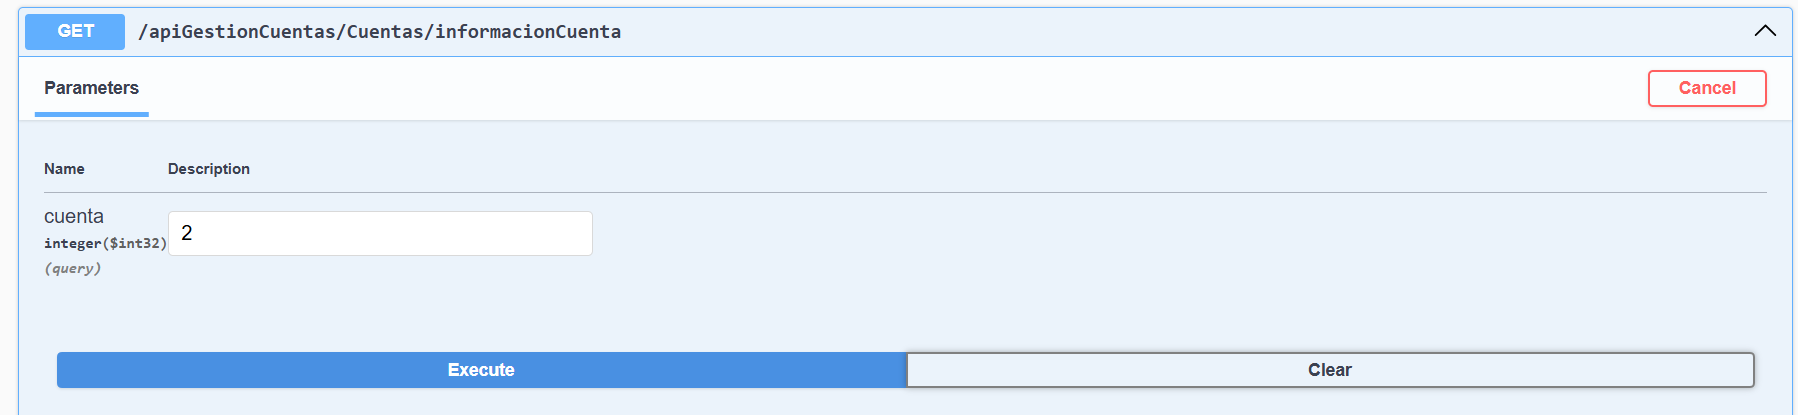 GET /apiGestionCuentas/Cuentas/informacionCuenta
Parameters
Cancel
Name Description
cuenta
integer($int32)
(query)
2
Execute
Clear